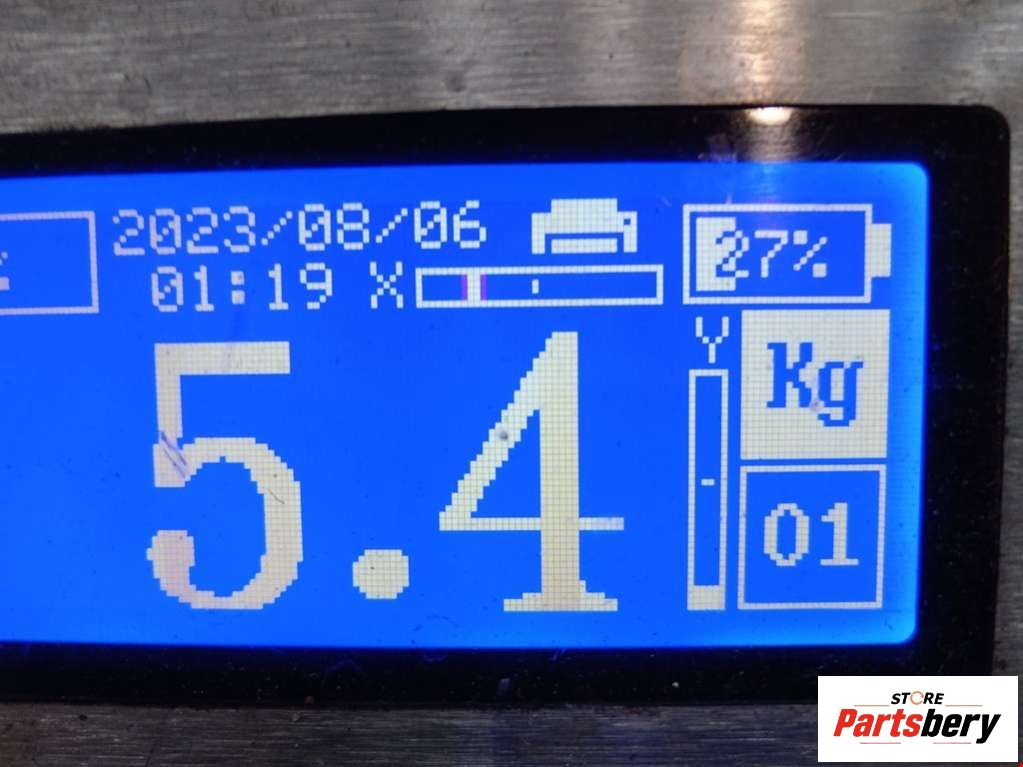 2023/08/06
27%
01:19 X
Y
Kg
5.4
01
STORE
Partsbery